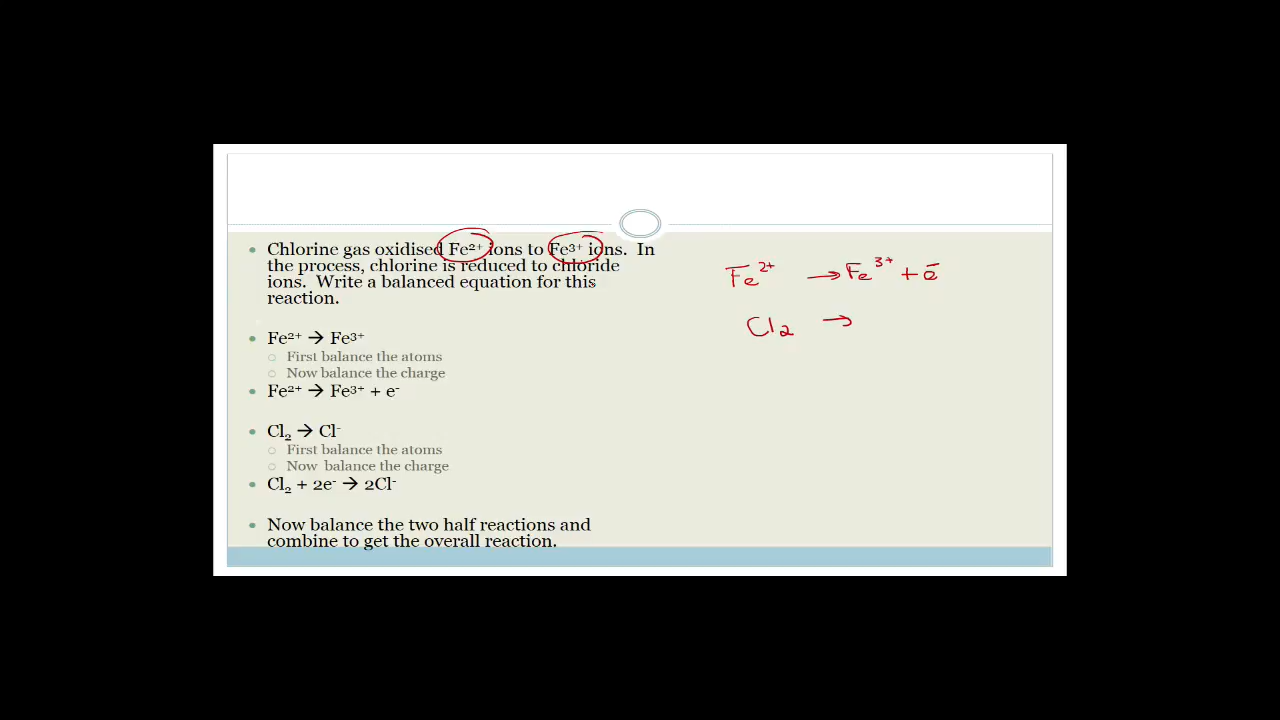 Chlorine gas oxidised Fe²⁺ ions to Fe³⁺ ions. In
the process, chlorine is reduced to chloride
ions. Write a balanced equation for this
reaction.
Fe²⁺ → Fe³⁺
First balance the atoms
Now balance the charge
Fe²⁺ → Fe³⁺ + e⁻
Cl₂ → Cl⁻
First balance the atoms
Now balance the charge
Cl₂ + 2e⁻ → 2Cl⁻
Now balance the two half reactions and
combine to get the overall reaction.
Fe²⁺ → Fe³⁺ + e⁻
Cl₂ →